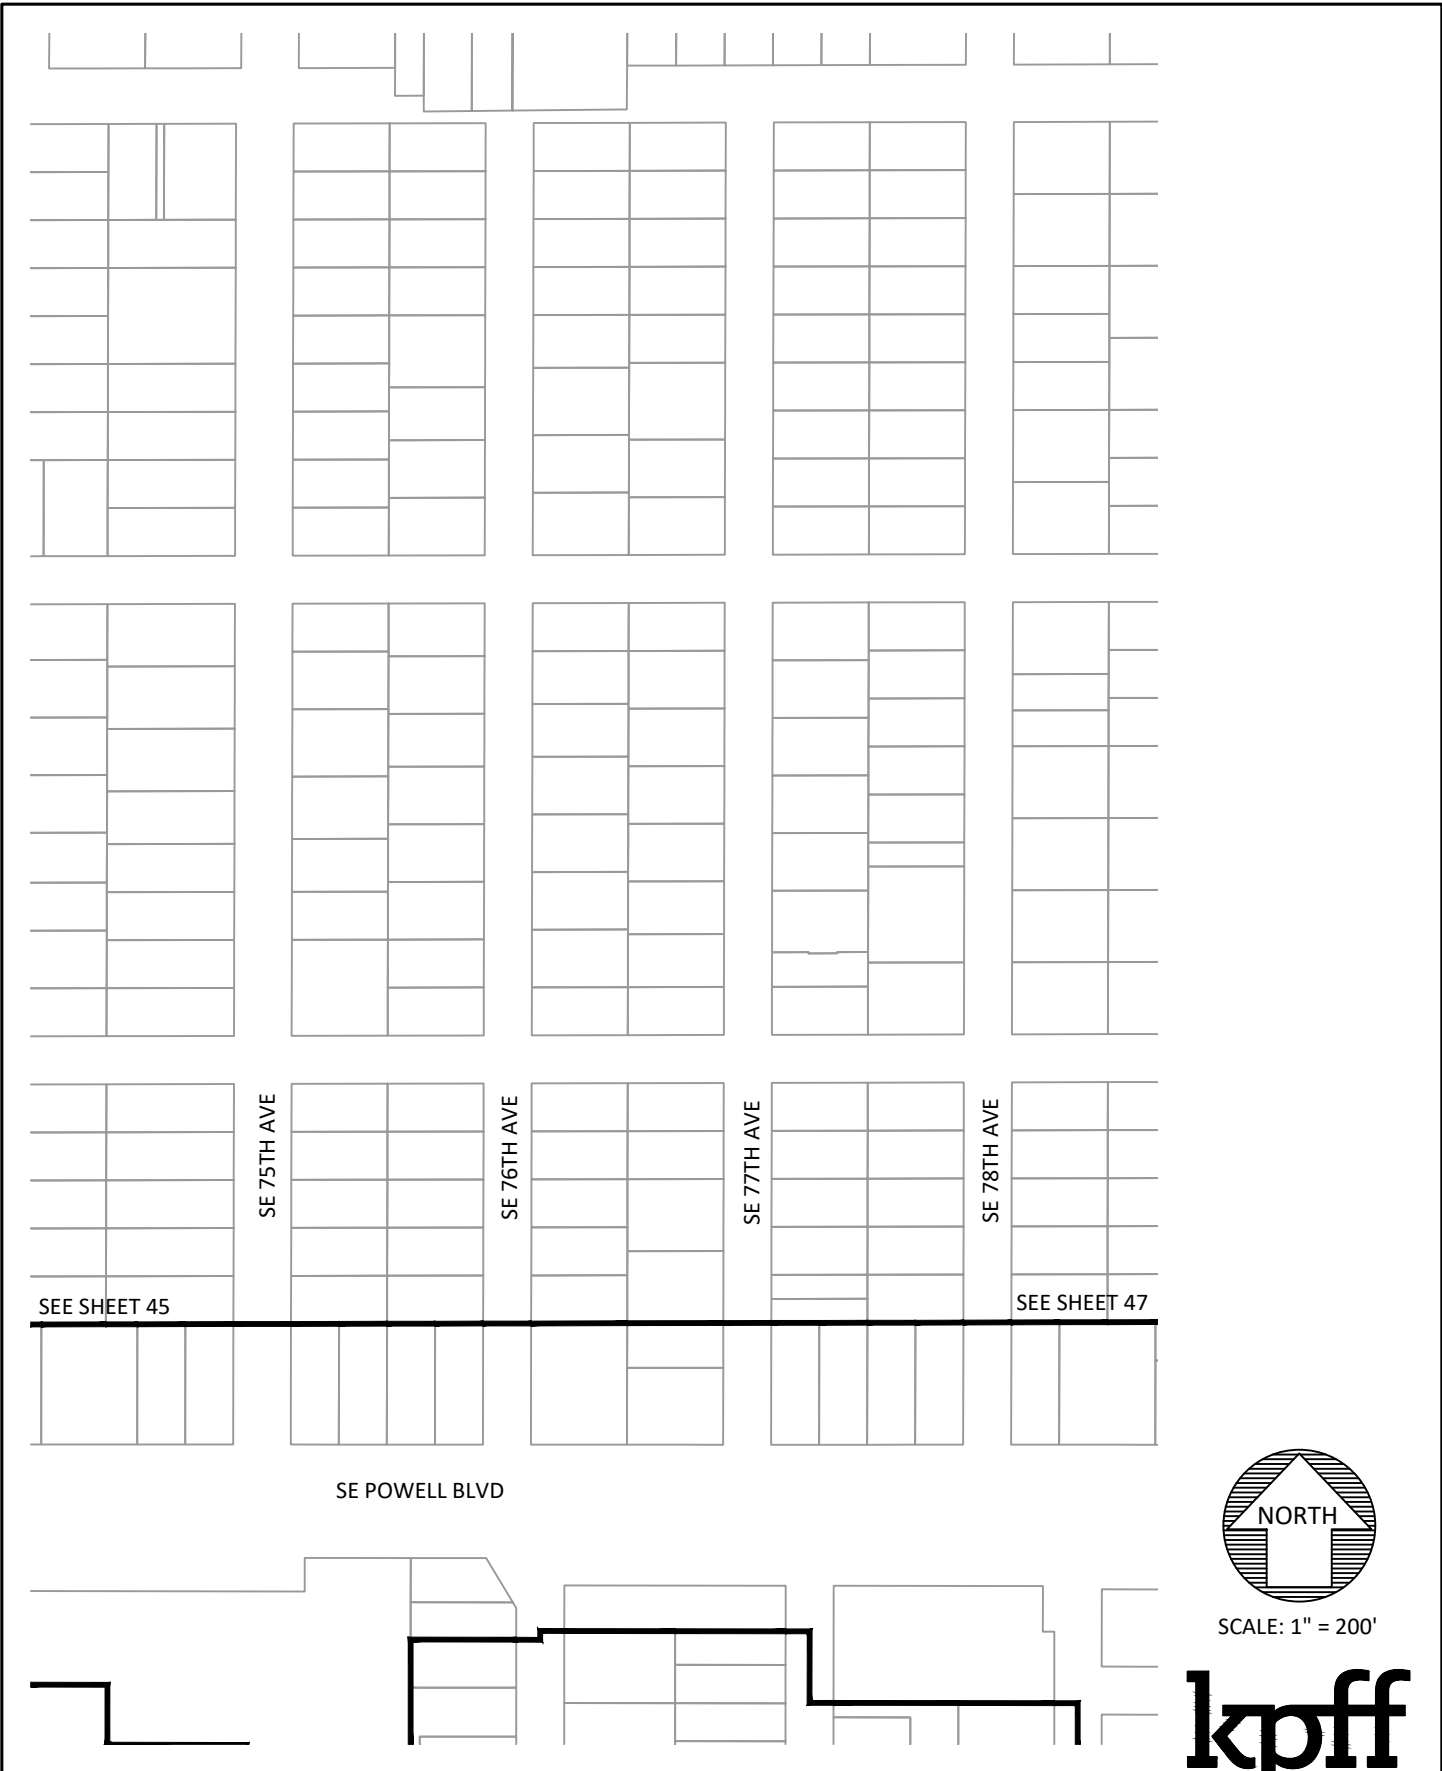 SE 75TH AVE
SE 76TH AVE
SE 77TH AVE
SE 78TH AVE
SEE SHEET 45
SEE SHEET 47
SE POWELL BLVD
NORTH
SCALE: 1" = 200'
kpff